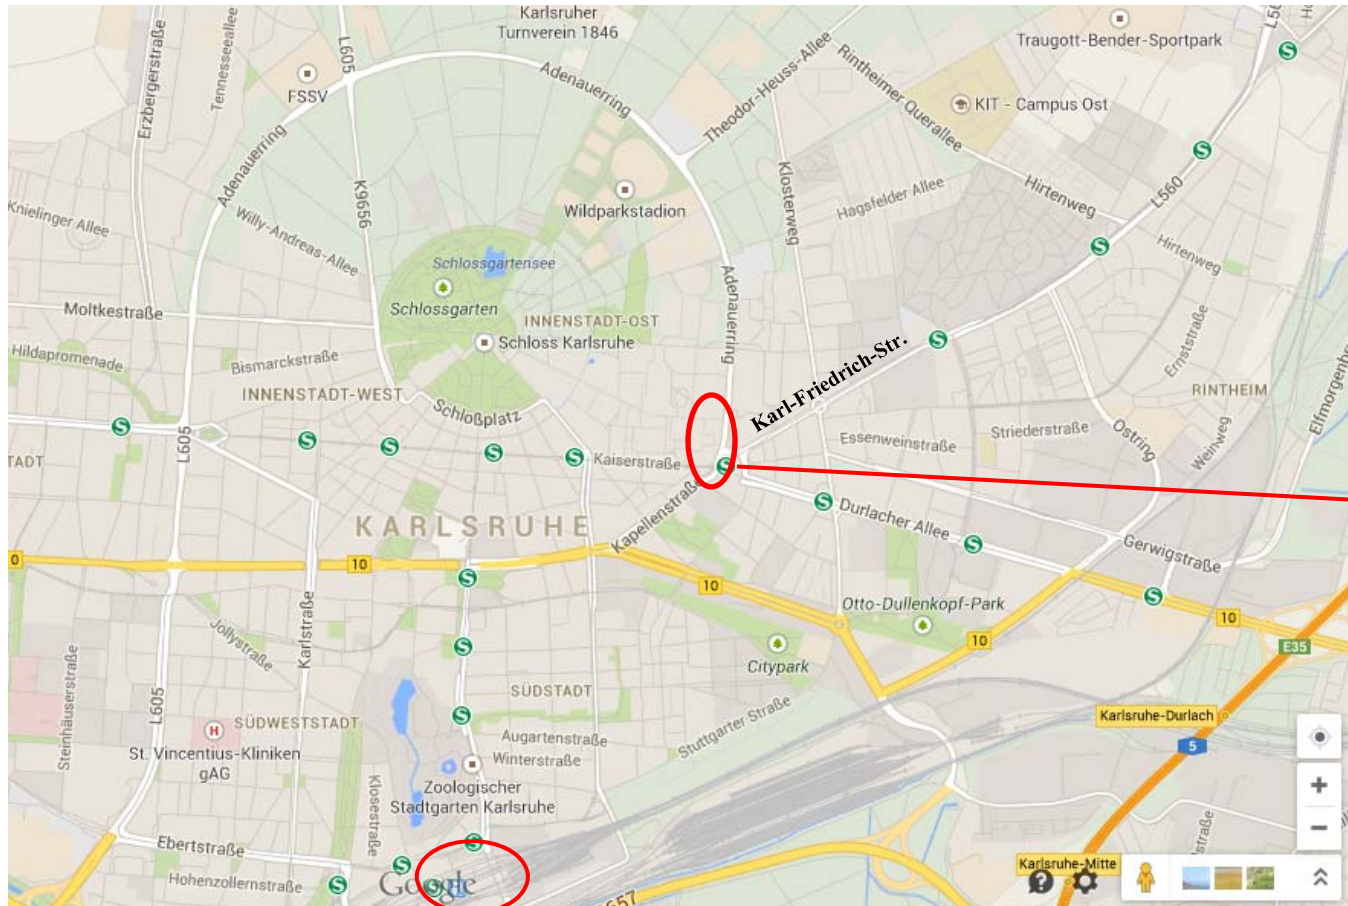 Karlsruher
Turnverein 1846
L605
Tennesseeallee
Erzbergerstraße
FSSV
Adenauerring
Adenauerring
Theodor-Heuss-Allee
Rintheimer Querallee
Traugott-Bender-Sportpark
KIT - Campus Ost
Knielinger Allee
Willy-Andreas-Allee
K9656
Wildparkstadion
Klosterweg
Hagsfelder Allee
Hirtenweg
L560
Hirtenweg
Schlossgartensee
Schlossgarten
Adenauerring
Moltkestraße
INNENSTADT-OST
Schloss Karlsruhe
Hildapromenade
Bismarckstraße
Karl-Friedrich-Str.
Ernststraße
RINTHEIM
INNENSTADT-WEST
Schloßplatz
Ostring
Weinweg
L605
Kaiserstraße
Essenweinstraße
Striederstraße
TADT
Kapellenstraße
Durlacher Allee
KARLSRUHE
Gerwigstraße
10
10
10
10
Otto-Dullenkopf-Park
Karlstraße
Jollystraße
Citypark
E35
Steinhäuserstraße
L605
SÜDSTADT
Stuttgarter Straße
Karlsruhe-Durlach
5
SÜDWESTSTADT
H
St. Vincentius-Kliniken
gAG
Augartenstraße
Winterstraße
Zoologischer
Stadtgarten Karlsruhe
Klosestraße
Ebertstraße
Hohenzollernstraße
Google
Karlsruhe-Mitte